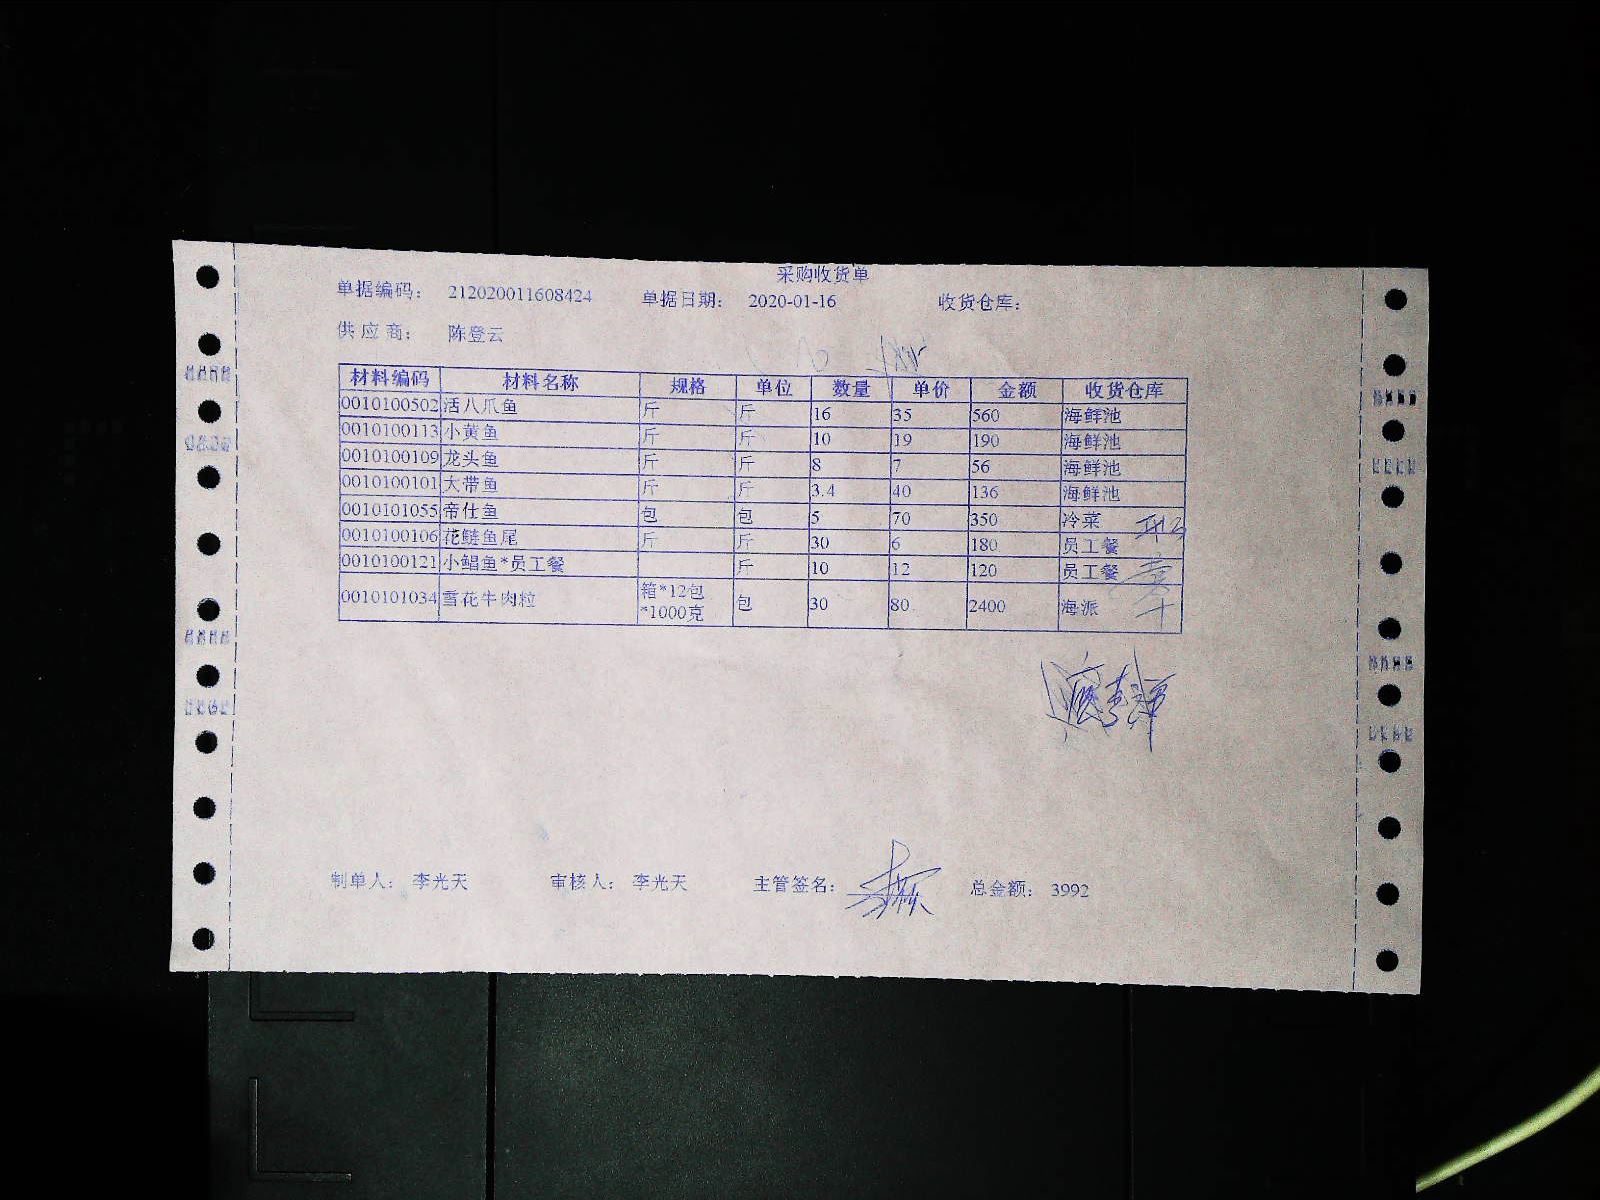 采购收货单
单据编码： 212020011608424 单据日期： 2020-01-16 收货仓库：
供应商： 陈登云
材料编码 材料名称 规格 单位 数量 单价 金额 收货仓库
0010100502 活八爪鱼 斤 斤 16 35 560 海鲜池
0010100113 小黄鱼 斤 斤 10 19 190 海鲜池
0010100109 龙头鱼 斤 斤 8 7 56 海鲜池
0010100101 大带鱼 斤 斤 3.4 40 136 海鲜池
0010101055 帝仕鱼 包 包 5 70 350 冷菜
0010100106 花鲢鱼尾 斤 斤 30 6 180 员工餐
0010100121 小鲳鱼*员工餐 斤 10 12 120 员工餐
0010101034 雪花牛肉粒 箱*12包 包 30 80 2400 海派
*1000克
制单人： 李光天 审核人： 李光天 主管签名： 总金额： 3992